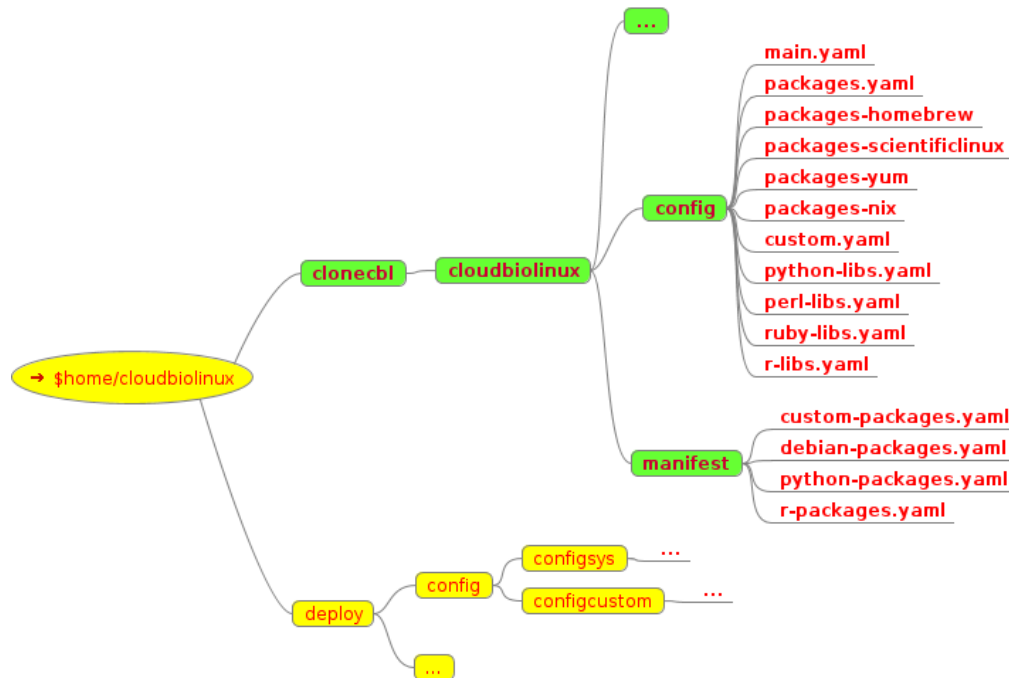 ...
main.yaml
packages.yaml
packages-homebrew
packages-scientificlinux
packages-yum
config
packages-nix
custom.yaml
clonecbl
cloudbiolinux
python-libs.yaml
perl-libs.yaml
ruby-libs.yaml
r-libs.yaml
➜ $home/cloudbiolinux
custom-packages.yaml
debian-packages.yaml
manifest
python-packages.yaml
r-packages.yaml
configsys
...
config
configcustom
...
deploy
...